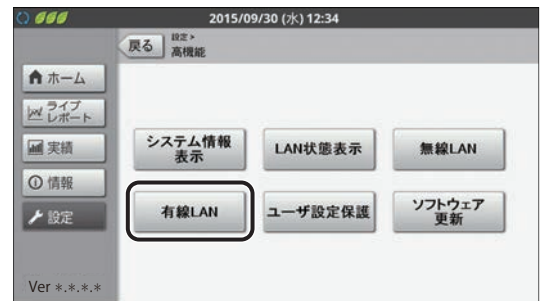 2015/09/30 (水) 12:34
戻る
設定 >
高機能
ホーム
ライブ
レポート
実績
情報
設定
システム情報
表示
LAN状態表示
無線LAN
有線LAN
ユーザ設定保護
ソフトウェア
更新
Ver *.*.*.*